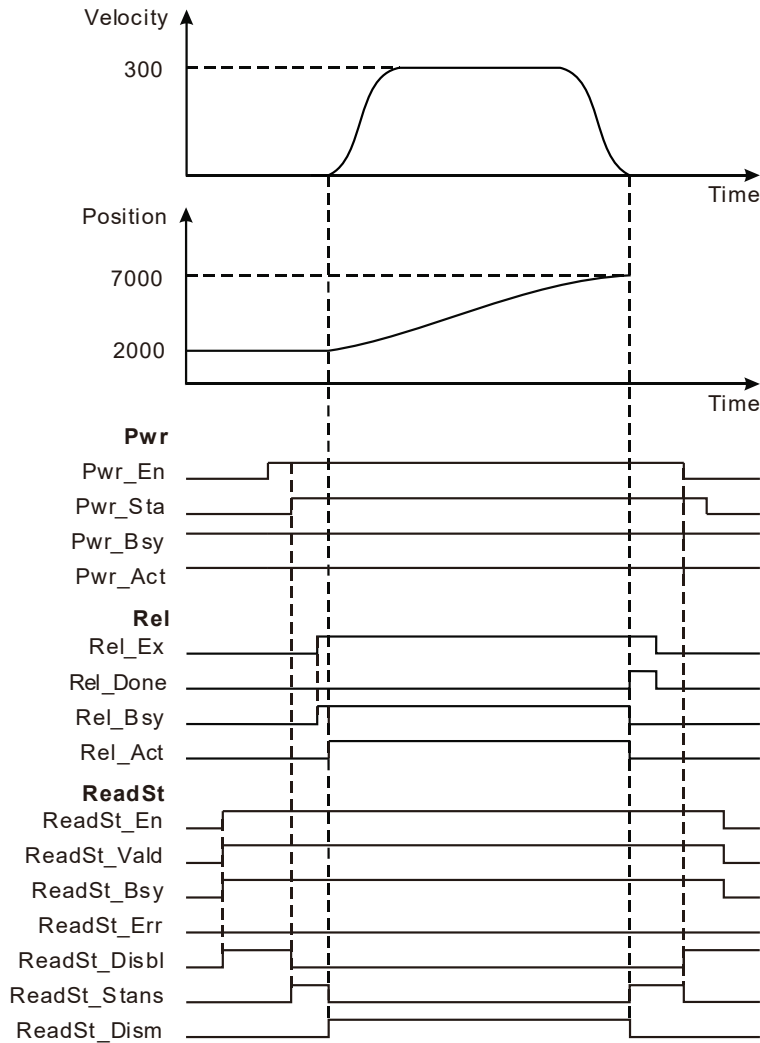 Velocity
300
Time
Position
7000
2000
Time
Pwr
Pwr_En
Pwr_Sta
Pwr_Bsy
Pwr_Act
Rel
Rel_Ex
Rel_Done
Rel_Bsy
Rel_Act
ReadSt
ReadSt_En
ReadSt_Vald
ReadSt_Bsy
ReadSt_Err
ReadSt_Disbl
ReadSt_Stans
ReadSt_Dism